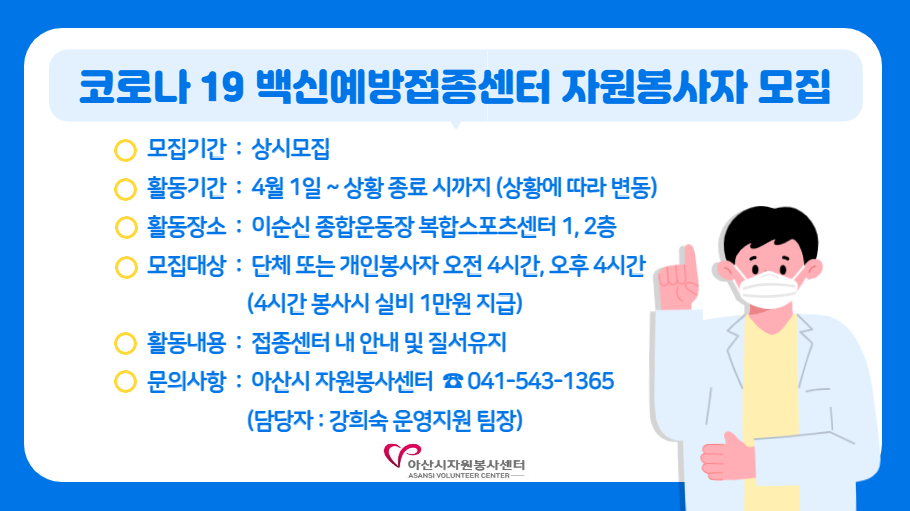 코로나 19 백신예방접종센터 자원봉사자 모집
모집기간 : 상시모집
활동기간 : 4월 1일 ~ 상황 종료 시까지 (상황에 따라 변동)
활동장소 : 이순신 종합운동장 복합스포츠센터 1, 2층
모집대상 : 단체 또는 개인봉사자 오전 4시간, 오후 4시간
(4시간 봉사시 실비 1만원 지급)
활동내용 : 접종센터 내 안내 및 질서유지
문의사항 : 아산시 자원봉사센터 ☎ 041-543-1365
(담당자 : 강희숙 운영지원 팀장)
아산시자원봉사센터
ASANSI VOLUNTEER CENTER